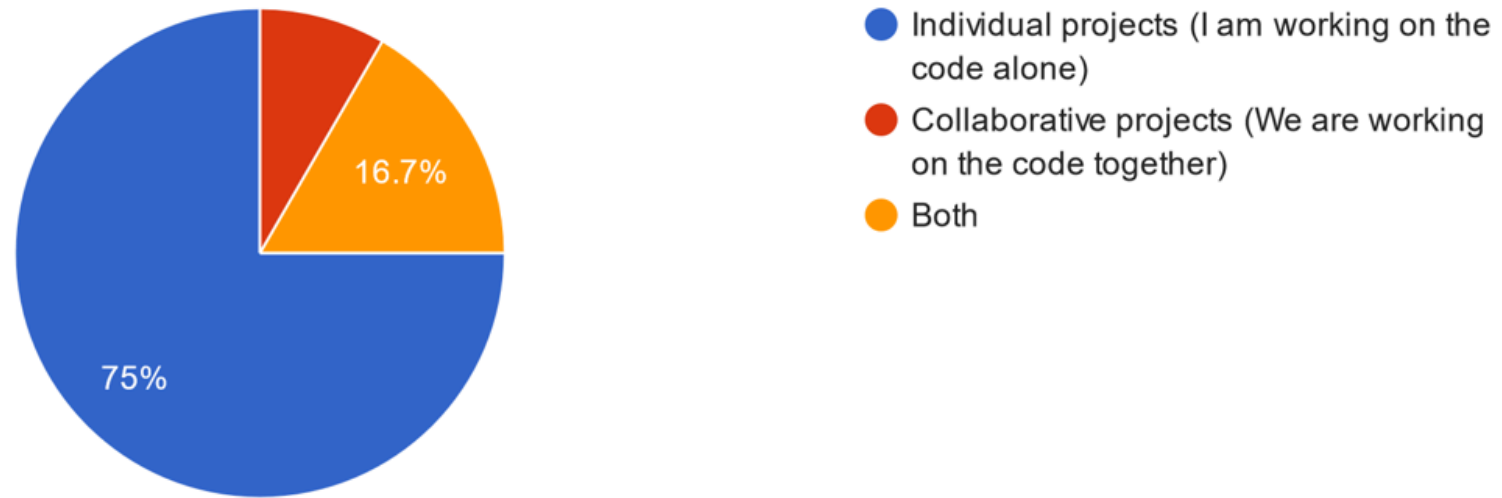 Individual projects (I am working on the
code alone)
Collaborative projects (We are working
on the code together)
Both
16.7%
75%